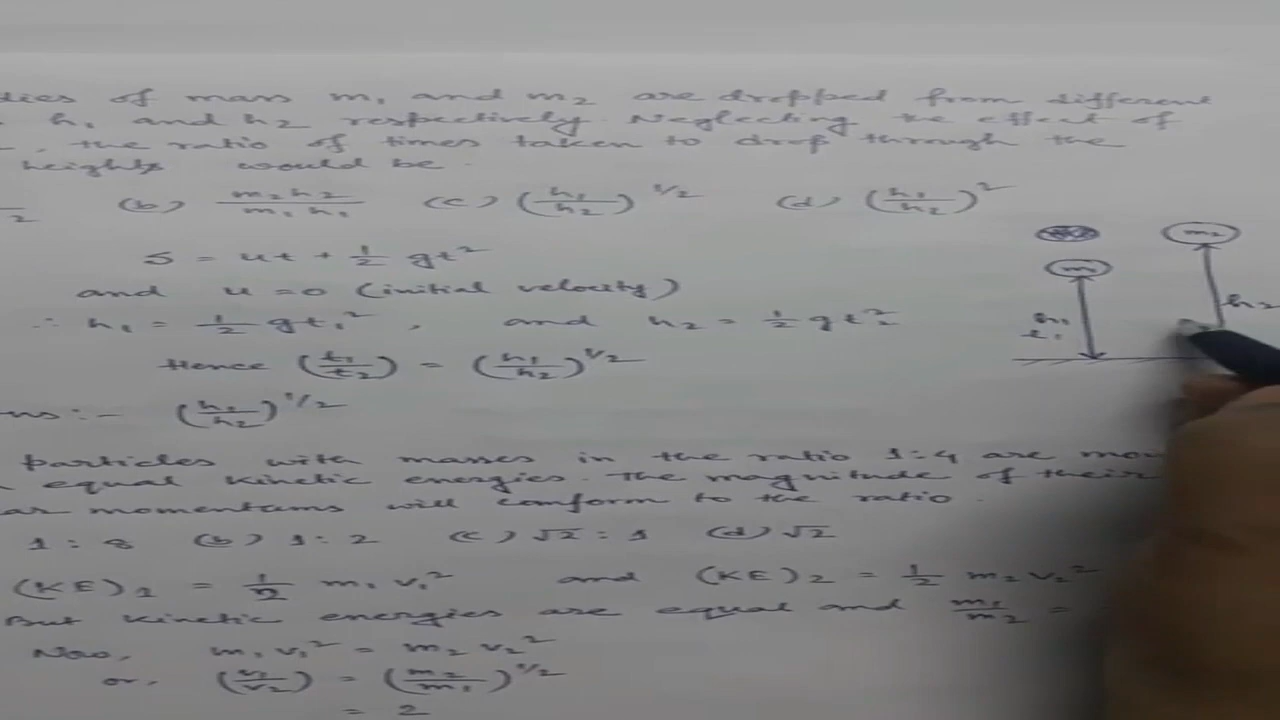 dies of mass m₁ and m₂ are dropped from different
h₁ and h₂ respectively. Neglecting the effect of
, the ratio of times taken to drop through the
heights would be.
2 (b) m₂h₂/m₁h₁ (c) (h₁/h₂)^1/2 (d) (h₁/h₂)²
S = ut + 1/2 gt²
and u = 0 (initial velocity)
∴ h₁ = 1/2 gt₁², and h₂ = 1/2 gt₂²
Hence (t₁/t₂) = (h₁/h₂)^1/2
ns:- (h₁/h₂)^1/2
m₁
m₂
h₁
t₁
h₂
particles with masses in the ratio 1:4 are mov
equal kinetic energies. The magnitude of their
ar momentums will comform to the ratio.
1:8 (b) 1:2 (c) √2:1 (d) √2
(KE)₂ = 1/2 m₁v₁² and (KE)₂ = 1/2 m₂v₂²
But kinetic energies are equal and m₁/m₂ =
Now, m₁v₁² = m₂v₂²
or, (v₁/v₂) = (m₂/m₁)^1/2
= 2